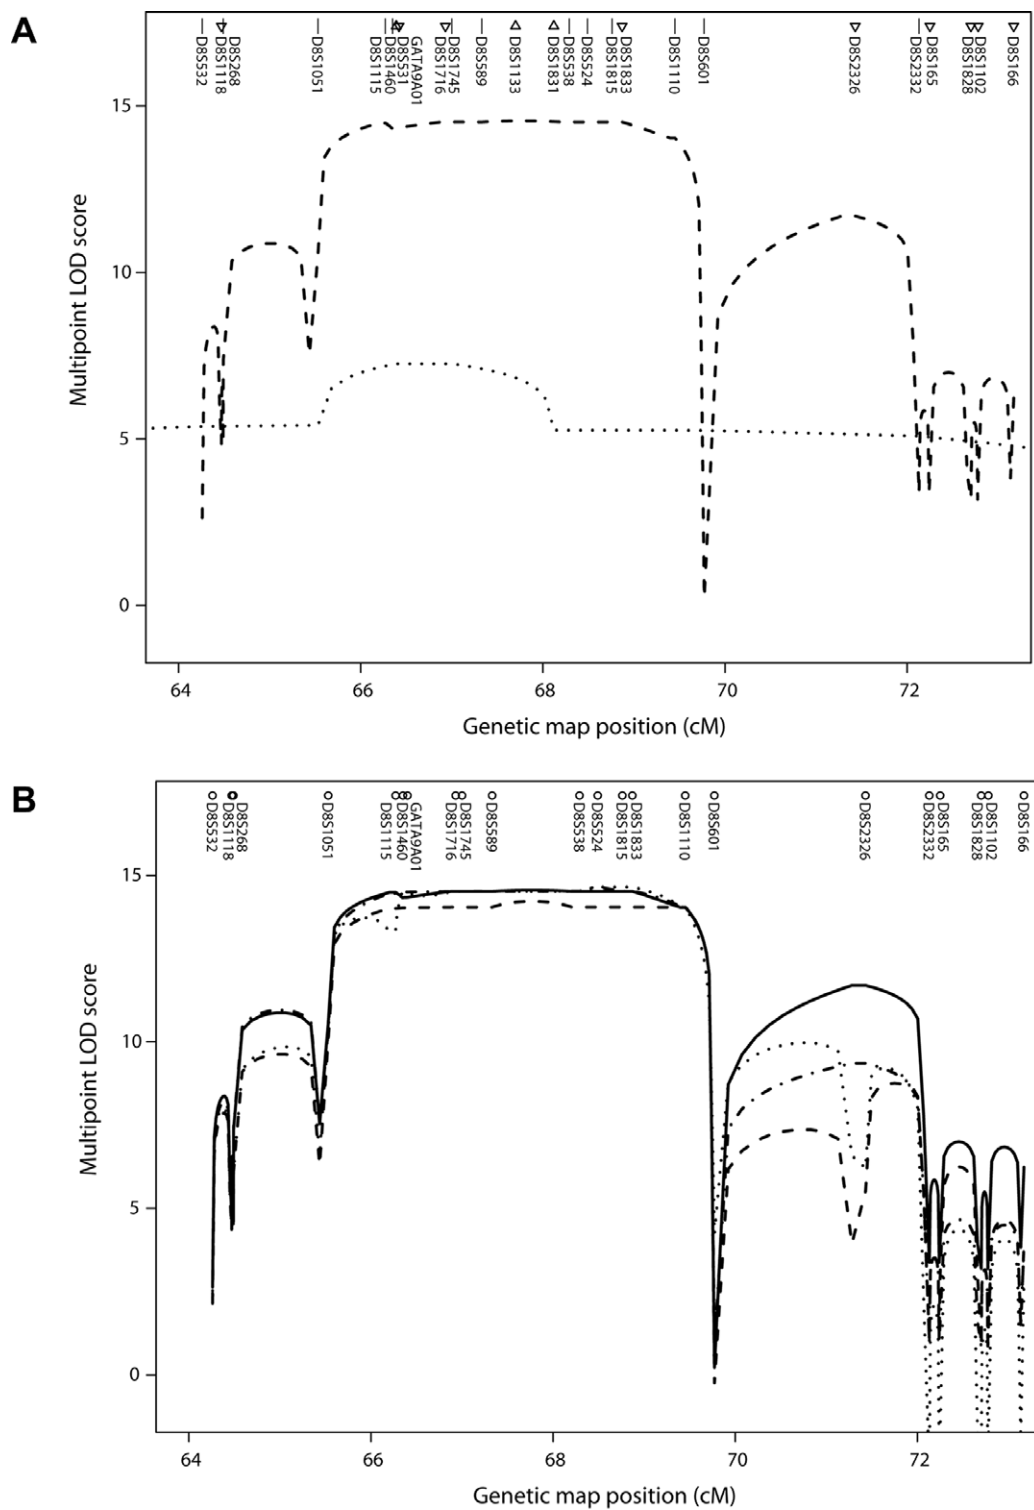 A
D8S532
D8S1118
D8S268
D8S1051
D8S1115
D8S1460
D8S531
GATA9A01
D8S1716
D8S1745
D8S589
D8S1133
D8S1831
D8S538
D8S524
D8S1815
D8S1833
D8S1110
D8S601
D8S2326
D8S2332
D8S165
D8S1828
D8S1102
D8S166
15
10
5
0
Multipoint LOD score
64 66 68 70 72
Genetic map position (cM)
B
D8S532
D8S1118
D8S268
D8S1051
D8S1115
D8S1460
GATA9A01
D8S1716
D8S1745
D8S589
D8S538
D8S524
D8S1815
D8S1833
D8S1110
D8S601
D8S2326
D8S2332
D8S165
D8S1828
D8S1102
D8S166
15
10
5
0
Multipoint LOD score
64 66 68 70 72
Genetic map position (cM)